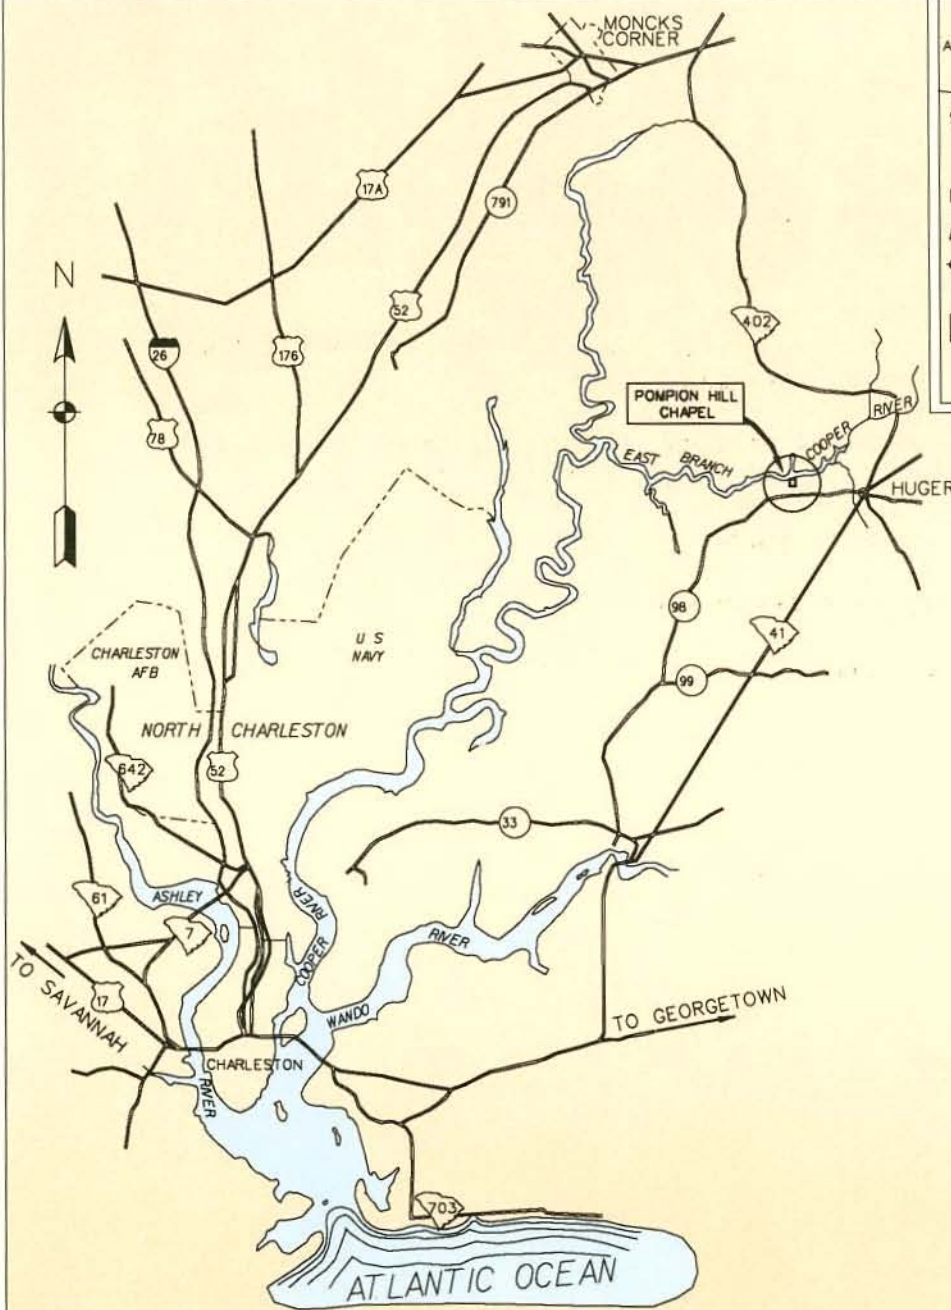 MONCKS
CORNER
17A
791
N
52
402
26
176
78
POMPION HILL
CHAPEL
EAST BRANCH COOPER RIVER
HUGER
98
41
U S
NAVY
CHARLESTON
AFB
99
NORTH CHARLESTON
642
52
33
61
ASHLEY
RIVER
7
COOPER
RIVER
RIVER
WANDO
TO SAVANNAH
17
TO GEORGETOWN
CHARLESTON
703
ATLANTIC OCEAN